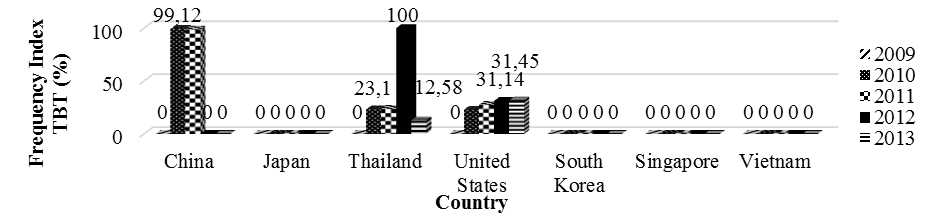 Frequency Index
TBT (%)
100
50
0
99,12
0 0 0
0 0 0 0 0
0
23,1
100
12,58
0
31,14
31,45
0 0 0 0 0
0 0 0 0 0
0 0 0 0 0
China
Japan
Thailand
United
States
South
Korea
Singapore
Vietnam
Country
2009
2010
2011
2012
2013